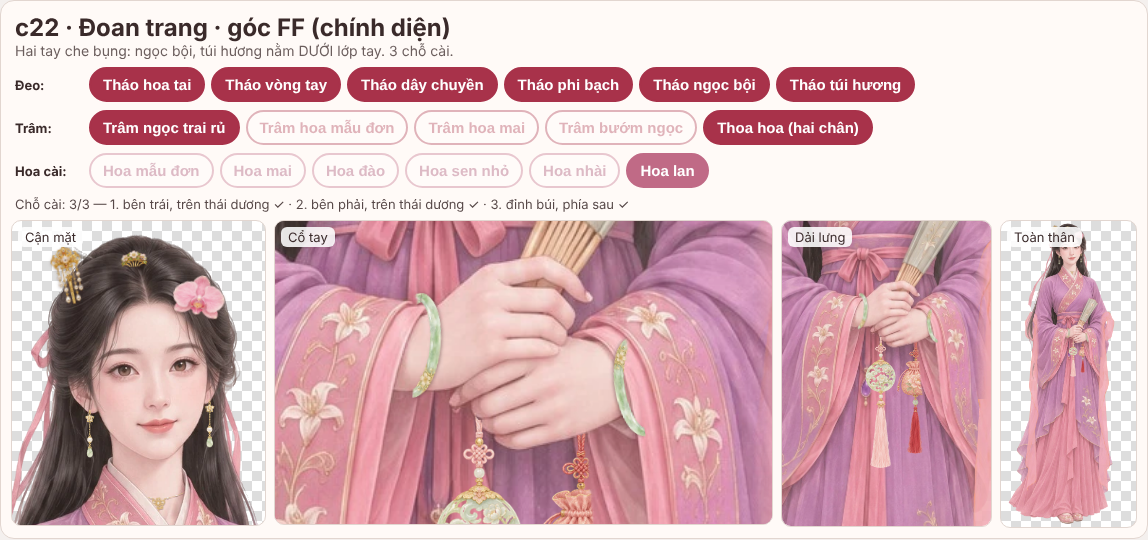 c22 · Đoan trang · góc FF (chính diện)
Hai tay che bụng: ngọc bội, túi hương nằm DƯỚI lớp tay. 3 chỗ cài.
Đeo: Tháo hoa tai Tháo vòng tay Tháo dây chuyền Tháo phi bạch Tháo ngọc bội Tháo túi hương
Trâm: Trâm ngọc trai rủ Trâm hoa mẫu đơn Trâm hoa mai Trâm bướm ngọc Thoa hoa (hai chân)
Hoa cài: Hoa mẫu đơn Hoa mai Hoa đào Hoa sen nhỏ Hoa nhài Hoa lan
Chỗ cài: 3/3 — 1. bên trái, trên thái dương ✓ · 2. bên phải, trên thái dương ✓ · 3. đỉnh búi, phía sau ✓
Cận mặt Cổ tay Dải lưng Toàn thân